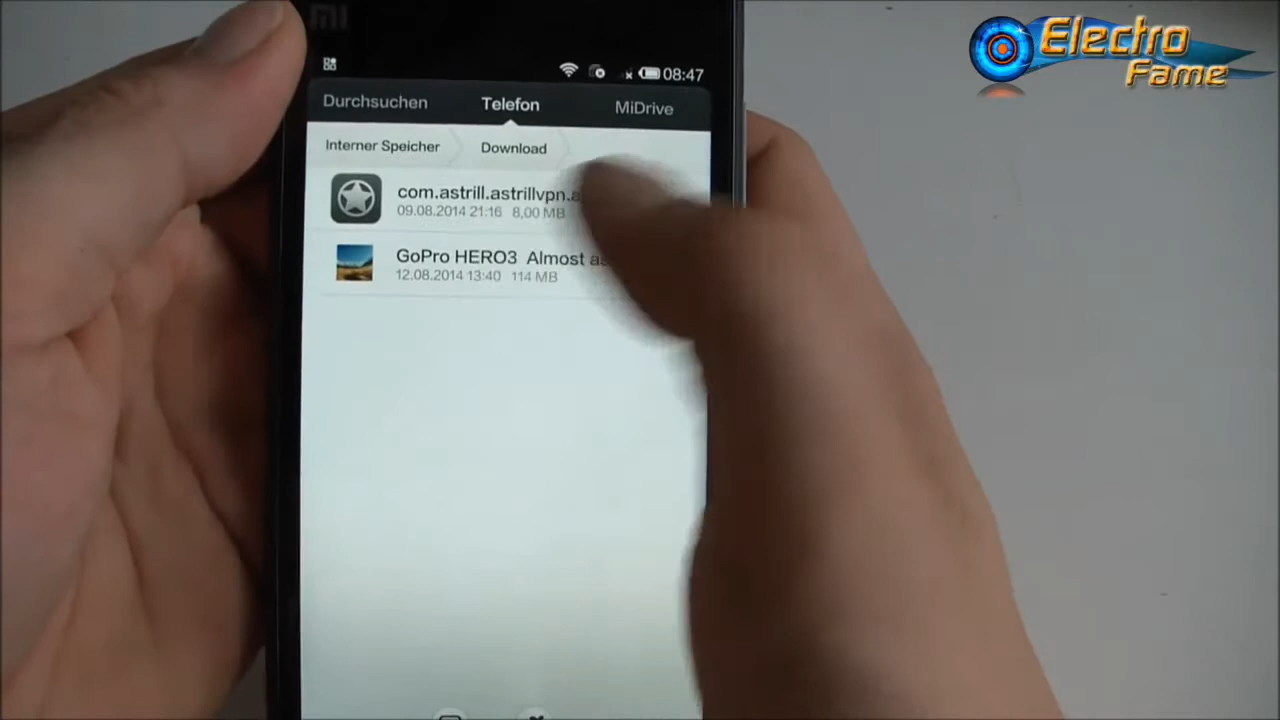 Electro
Fame
mi
08:47
Durchsuchen Telefon MiDrive
Interner Speicher Download
com.astrill.astrillvpn.a
09.08.2014 21:16 8,00 MB
GoPro HERO3 Almost as
12.08.2014 13:40 114 MB